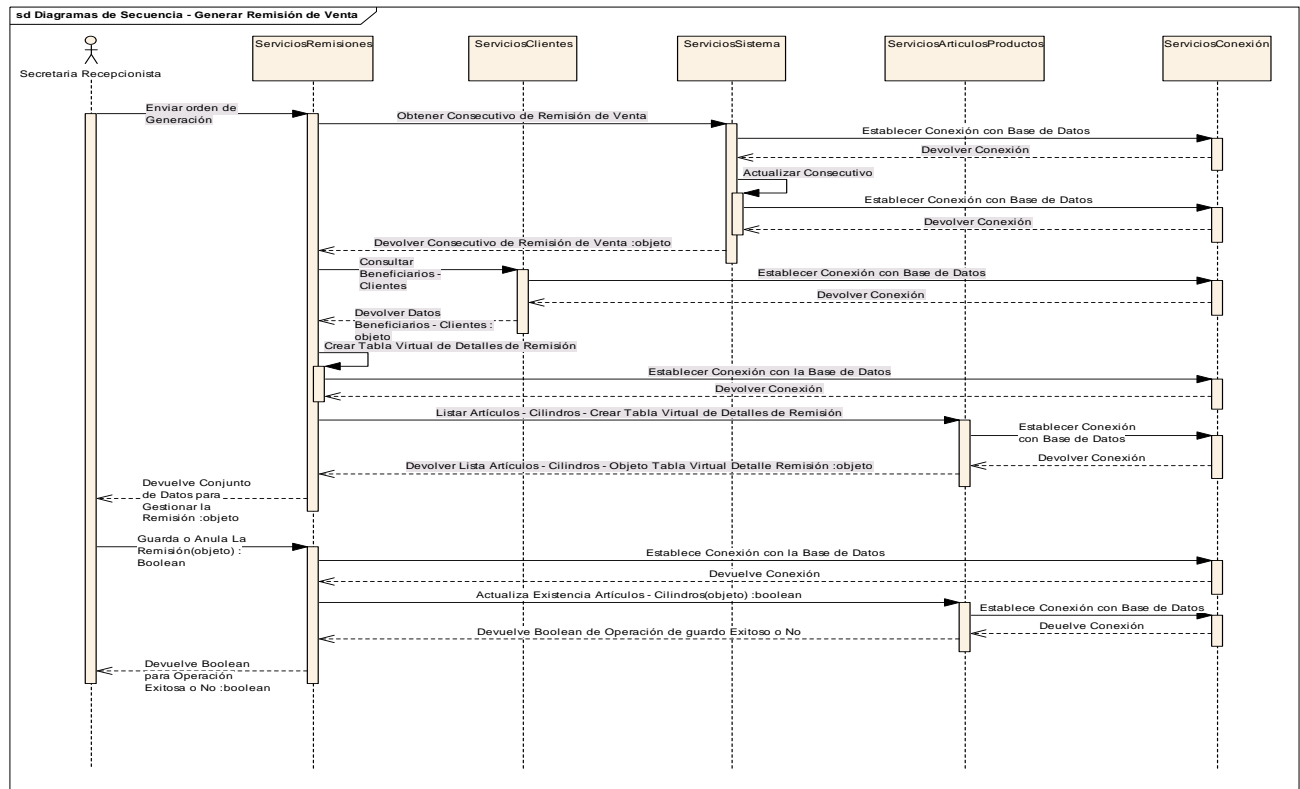 sd Diagramas de Secuencia - Generar Remisión de Venta
Secretaria Recepcionista
ServiciosRemisiones
ServiciosClientes
ServiciosSistema
ServiciosArticulosProductos
ServiciosConexión
Enviar orden de
Generación
Obtener Consecutivo de Remisión de Venta
Establecer Conexión con Base de Datos
Devolver Conexión
Actualizar Consecutivo
Establecer Conexión con Base de Datos
Devolver Conexión
Devolver Consecutivo de Remisión de Venta :objeto
Consultar
Beneficiarios -
Clientes
Establecer Conexión con Base de Datos
Devolver Conexión
Devolver Datos
Beneficiarios - Clientes :
objeto
Crear Tabla Virtual de Detalles de Remisión
Establecer Conexión con la Base de Datos
Devolver Conexión
Listar Artículos - Cilindros - Crear Tabla Virtual de Detalles de Remisión
Establecer Conexión
con Base de Datos
Devolver Conexión
Devolver Lista Artículos - Cilindros - Objeto Tabla Virtual Detalle Remisión :objeto
Devuelve Conjunto
de Datos para
Gestionar la
Remisión :objeto
Guarda o Anula La
Remisión(objeto) :
Boolean
Establece Conexión con la Base de Datos
Devuelve Conexión
Actualiza Existencia Artículos - Cilindros(objeto) :boolean
Establece Conexión con Base de Datos
Deuelve Conexión
Devuelve Boolean de Operación de guardo Exitoso o No
Devuelve Boolean
para Operación
Exitosa o No :boolean